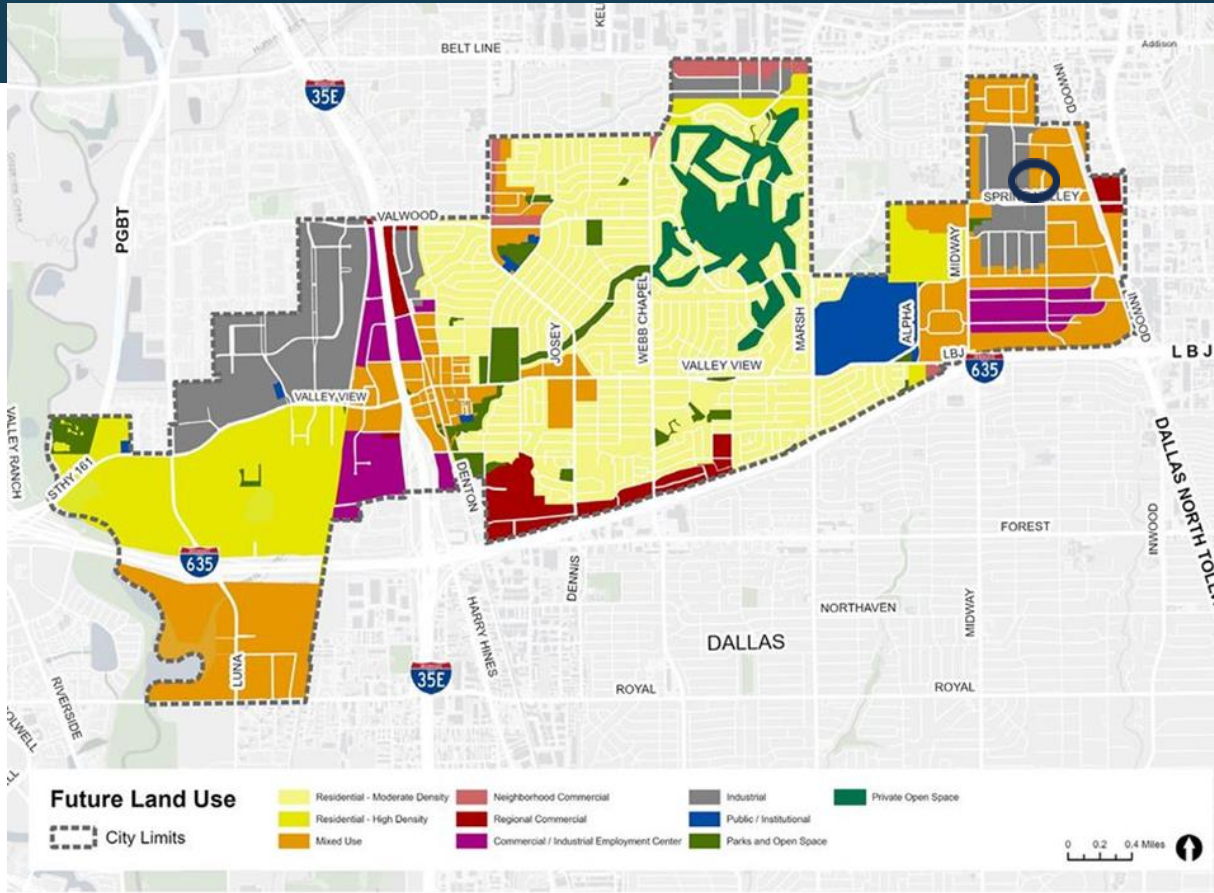 KEL
BELT LINE
Addison
35E
INWOOD
PGBT
SPRING VALLEY
VALWOOD
MIDWAY
JOSEY
WEBB CHAPEL
MARSH
ALPHA
INWOOD
VALLEY VIEW
LBJ
635
L B J
VALLEY VIEW
VALLEY RANCH
STHY 161
DENTON
DALLAS NORTH TOLLW
INWOOD
FOREST
635
DENNIS
HARRY HINES
NORTHAVEN
MIDWAY
DALLAS
LUNA
35E
ROYAL
ROYAL
RIVERSIDE
OLWELL
Future Land Use
City Limits
Residential - Moderate Density
Residential - High Density
Mixed Use
Neighborhood Commercial
Regional Commercial
Commercial / Industrial Employment Center
Industrial
Public / Institutional
Parks and Open Space
Private Open Space
0 0.2 0.4 Miles